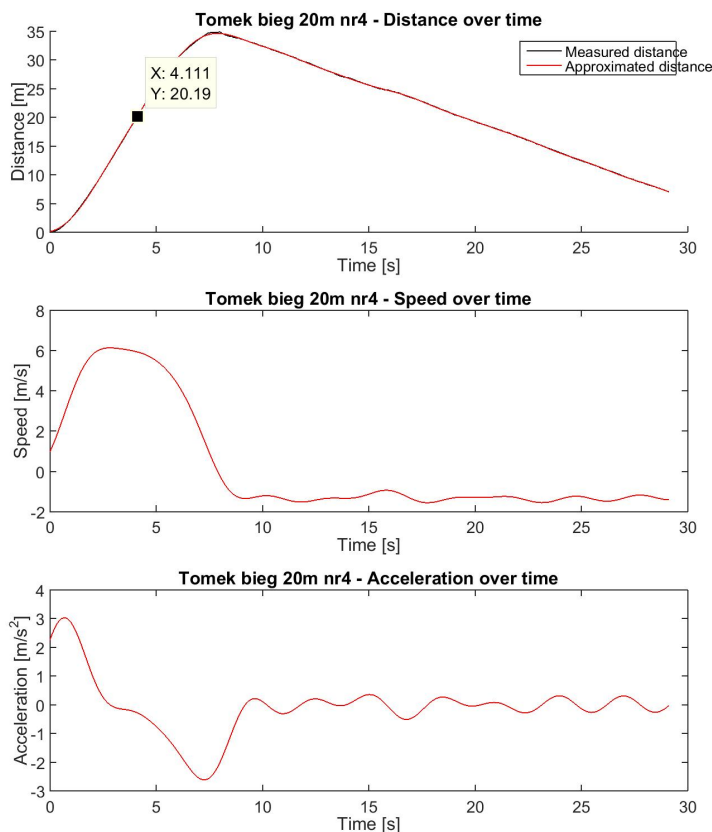 Tomek bieg 20m nr4 - Distance over time
35
30
25
20
15
10
5
0
Distance [m]
X: 4.111
Y: 20.19
Measured distance
Approximated distance
0 5 10 15 20 25 30
Time [s]
Tomek bieg 20m nr4 - Speed over time
8
6
4
2
0
-2
Speed [m/s]
0 5 10 15 20 25 30
Time [s]
Tomek bieg 20m nr4 - Acceleration over time
4
3
2
1
0
-1
-2
-3
Acceleration [m/s²]
0 5 10 15 20 25 30
Time [s]